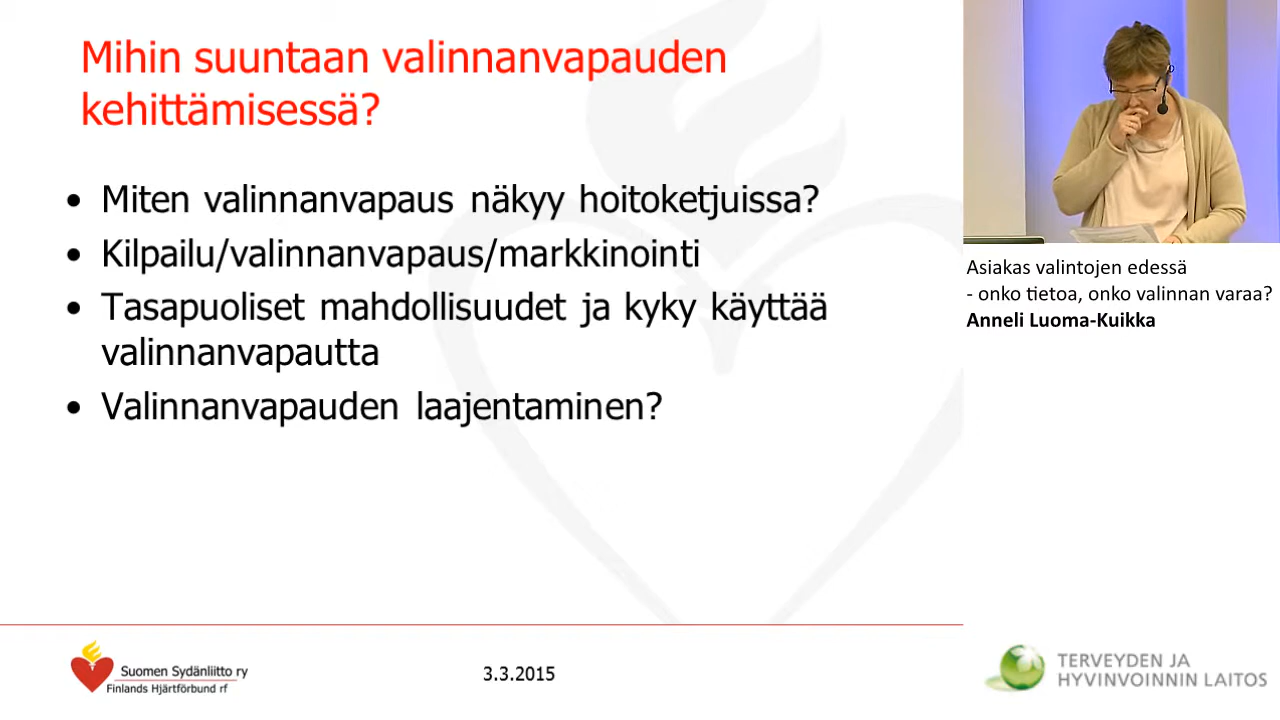 Mihin suuntaan valinnanvapauden
kehittämisessä?
• Miten valinnanvapaus näkyy hoitoketjuissa?
• Kilpailu/valinnanvapaus/markkinointi
• Tasapuoliset mahdollisuudet ja kyky käyttää
valinnanvapautta
• Valinnanvapauden laajentaminen?
Asiakas valintojen edessä
- onko tietoa, onko valinnan varaa?
Anneli Luoma-Kuikka
Suomen Sydänliitto ry
Finlands Hjärtförbund rf
3.3.2015
TERVEYDEN JA
HYVINVOINNIN LAITOS